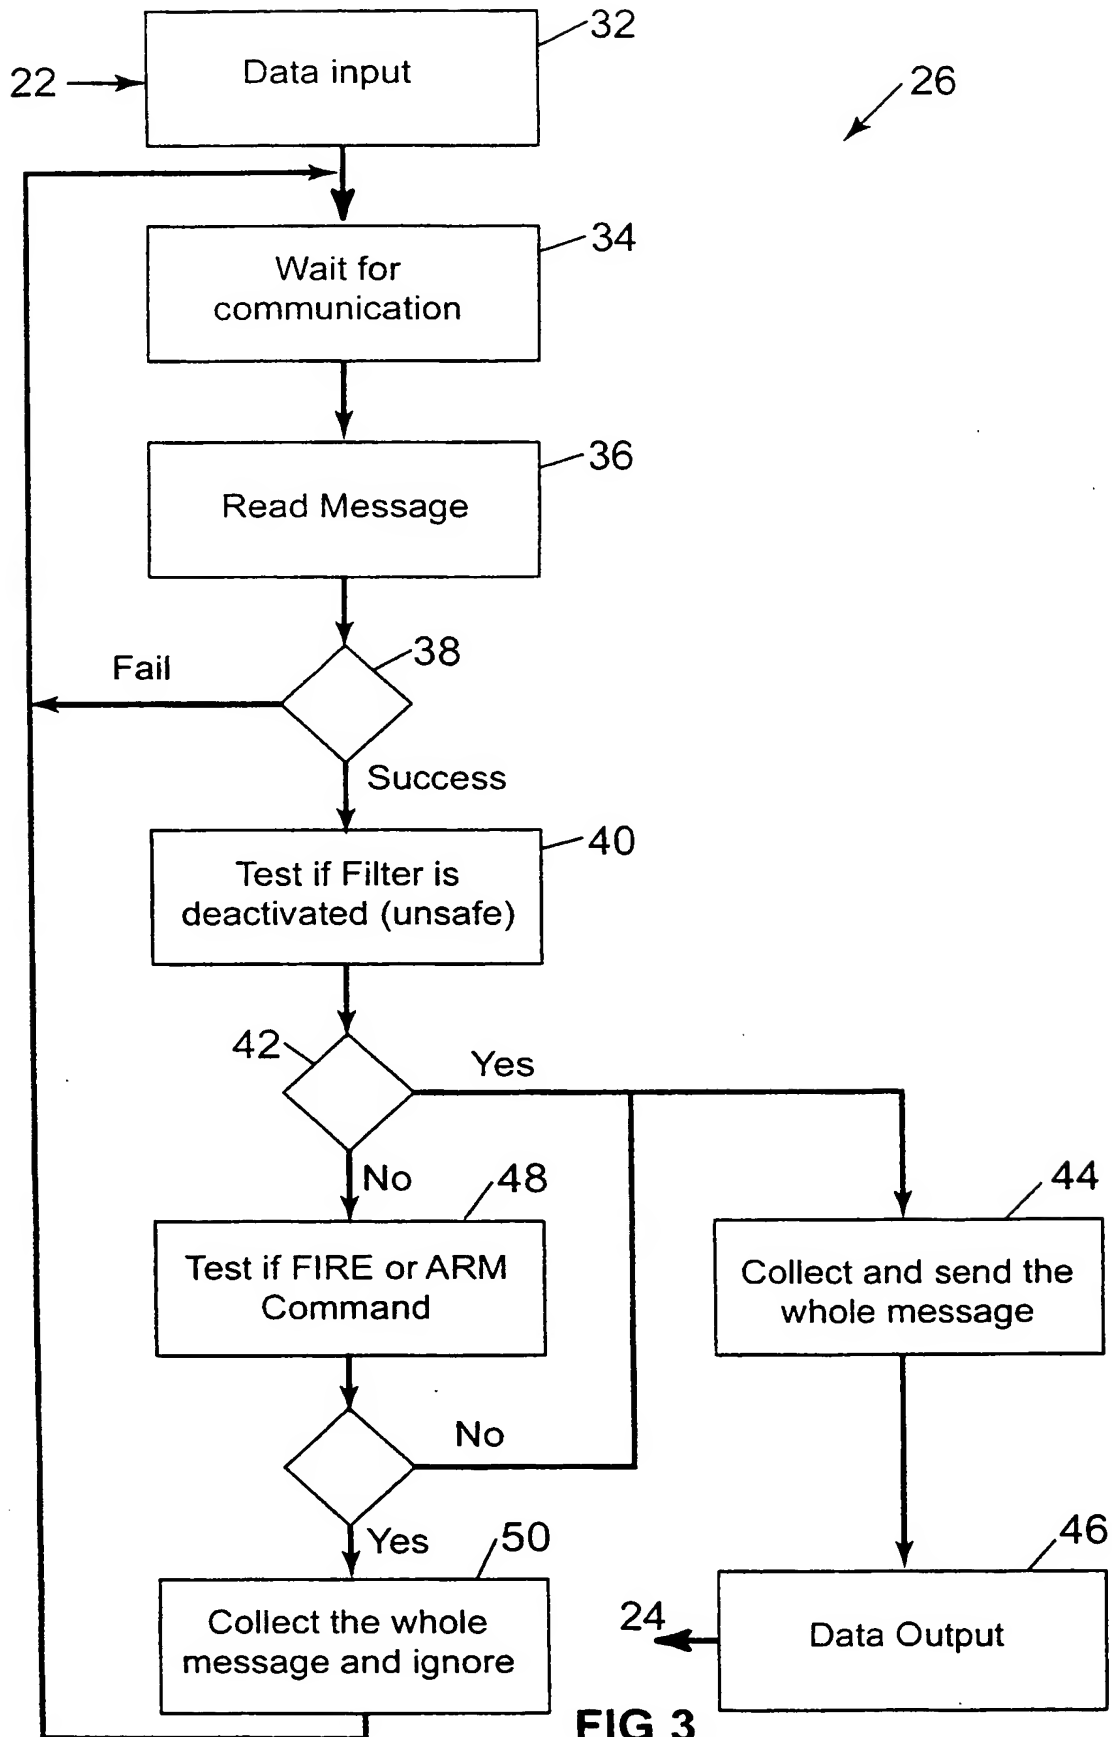 32
22
Data input
26
34
Wait for
communication
36
Read Message
38
Fail
Success
40
Test if Filter is
deactivated (unsafe)
42
Yes
No
48
44
Test if FIRE or ARM
Command
Collect and send the
whole message
No
Yes
50
46
Collect the whole
message and ignore
24
Data Output
FIG 3